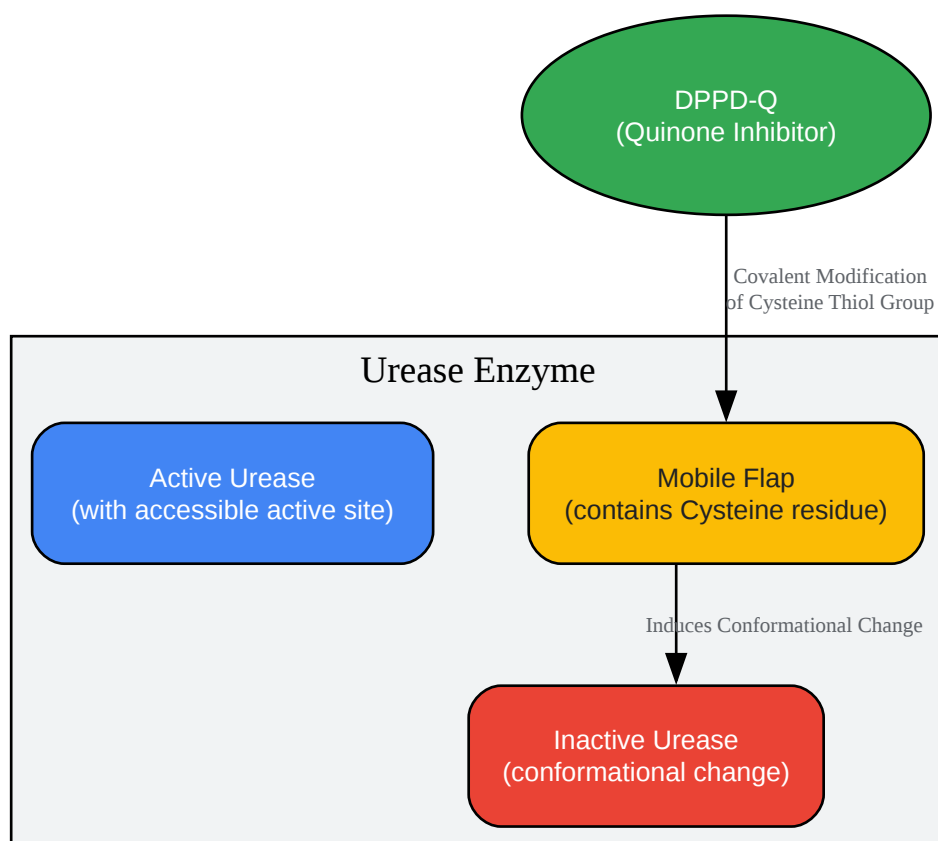 DPPD-Q
(Quinone Inhibitor)
Covalent Modification
of Cysteine Thiol Group
Urease Enzyme
Active Urease
(with accessible active site)
Mobile Flap
(contains Cysteine residue)
Induces Conformational Change
Inactive Urease
(conformational change)